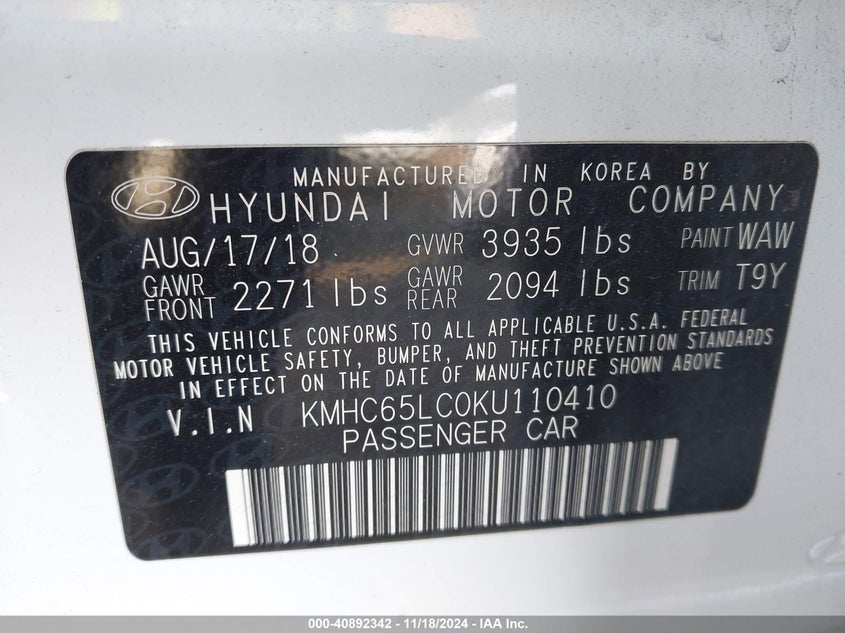 MANUFACTURED IN KOREA BY
HYUNDAI MOTOR COMPANY
AUG/17/18 GVWR 3935 lbs PAINT WAW
GAWR FRONT 2271 lbs GAWR REAR 2094 lbs TRIM T9Y
THIS VEHICLE CONFORMS TO ALL APPLICABLE U.S.A. FEDERAL
MOTOR VEHICLE SAFETY, BUMPER, AND THEFT PREVENTION STANDARDS
IN EFFECT ON THE DATE OF MANUFACTURE SHOWN ABOVE
V.I.N KMHC65LC0KU110410
PASSENGER CAR
000-40892342 - 11/18/2024 - IAA Inc.